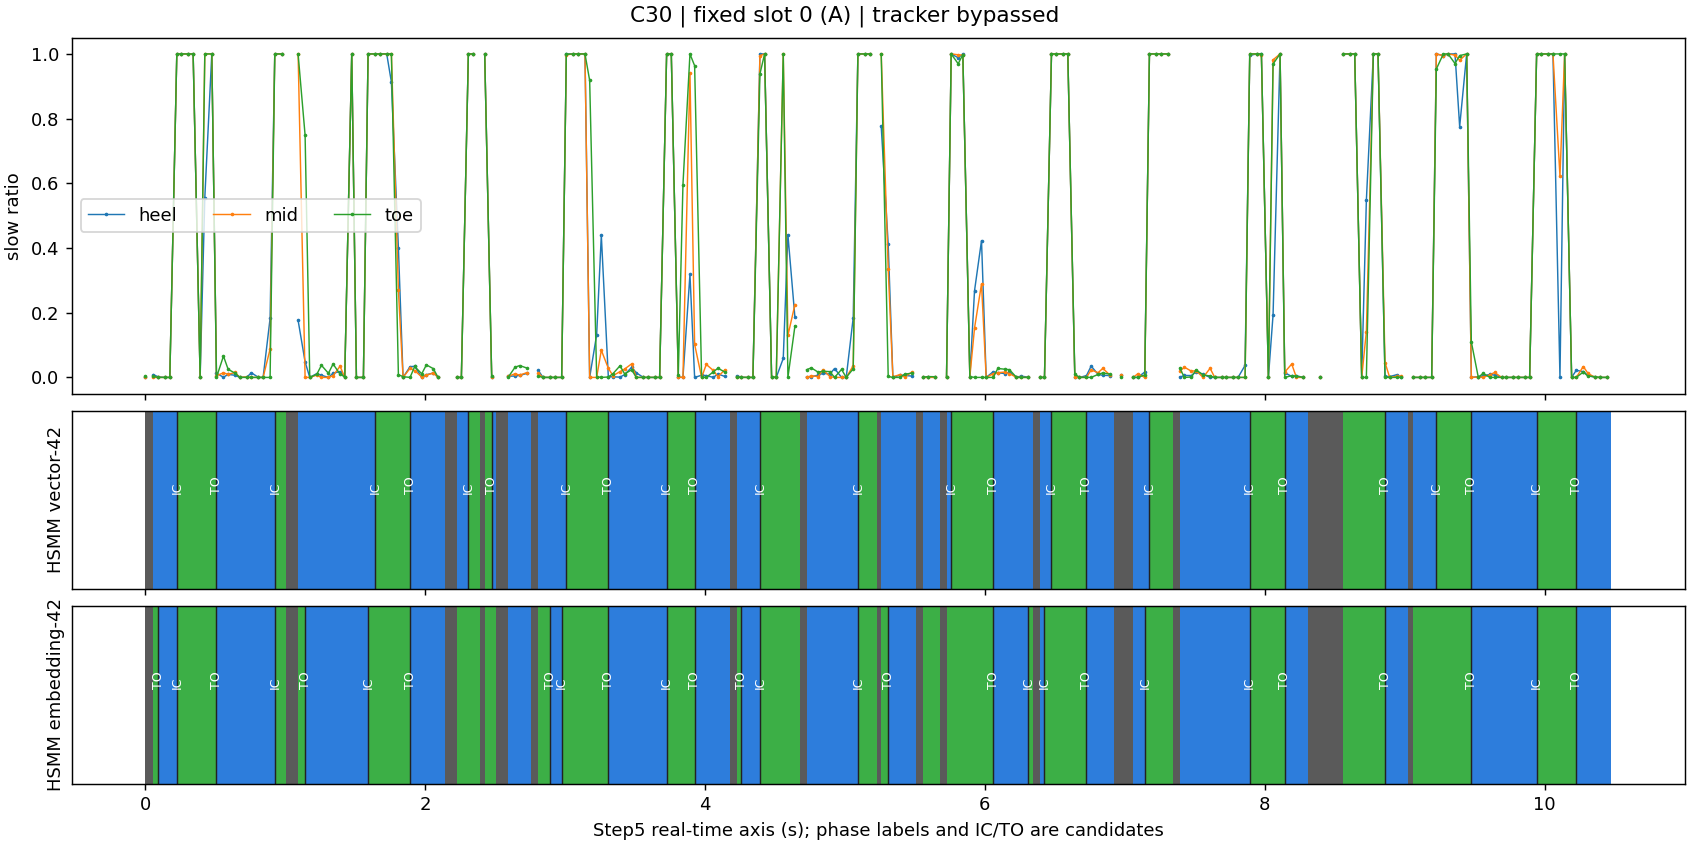 C30 | fixed slot 0 (A) | tracker bypassed
slow ratio
1.0
0.8
0.6
0.4
0.2
0.0
heel mid toe
HSMM vector-42
IC TO IC IC TO IC TO IC TO IC TO IC IC IC TO IC TO IC IC TO TO IC TO IC TO
HSMM embedding-42
TO IC TO IC TO IC TO TO IC TO IC TO TO IC IC TO TO IC IC TO IC IC TO TO TO IC TO
0 2 4 6 8 10
Step5 real-time axis (s); phase labels and IC/TO are candidates